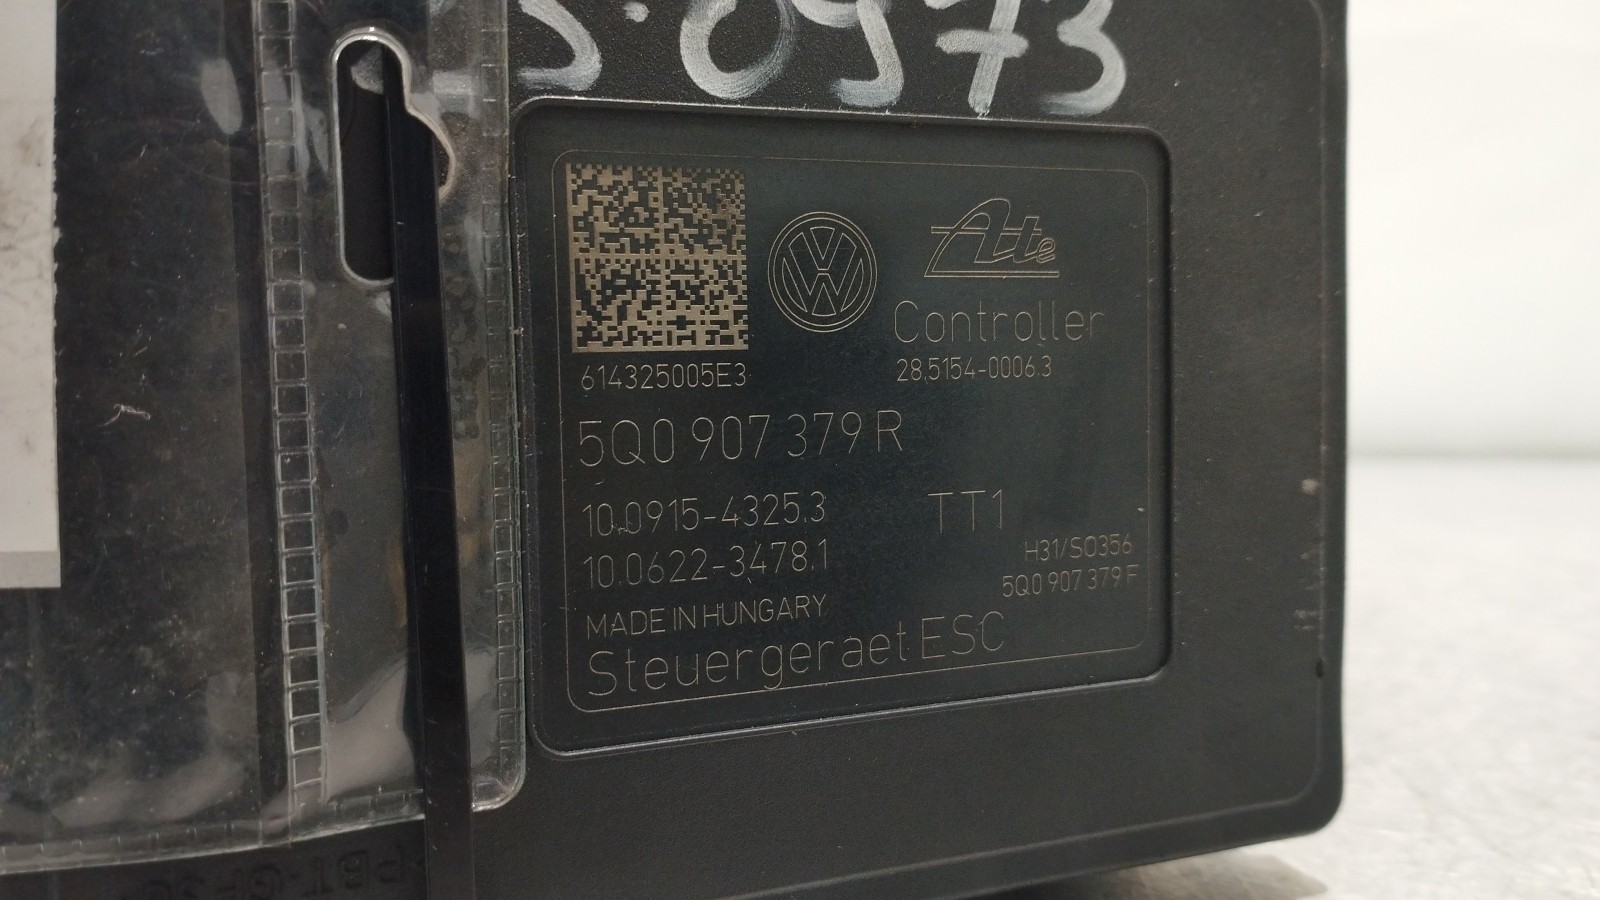 5.0973
Ate
Controller
614325005E3
28.5154-0006.3
5Q0 907 379 R
10.0915-4325.3
TT1
10.0622-3478.1
H31/S0356
5Q0 907 379 F
MADE IN HUNGARY
Steuergeraet ESC